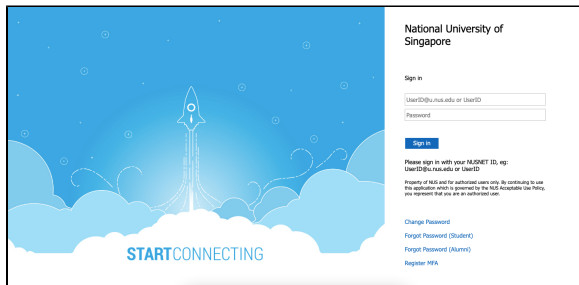 National University of
Singapore
Sign in
UserID@u.nus.edu or UserID
Password
Sign in
Please sign in with your NUSNET ID, eg:
UserID@u.nus.edu or UserID
Property of NUS and for authorized users only. By continuing to use
this application which is governed by the NUS Acceptable Use Policy,
you represent that you are an authorized user.
Change Password
Forgot Password (Student)
Forgot Password (Alumni)
Register MFA
STARTCONNECTING